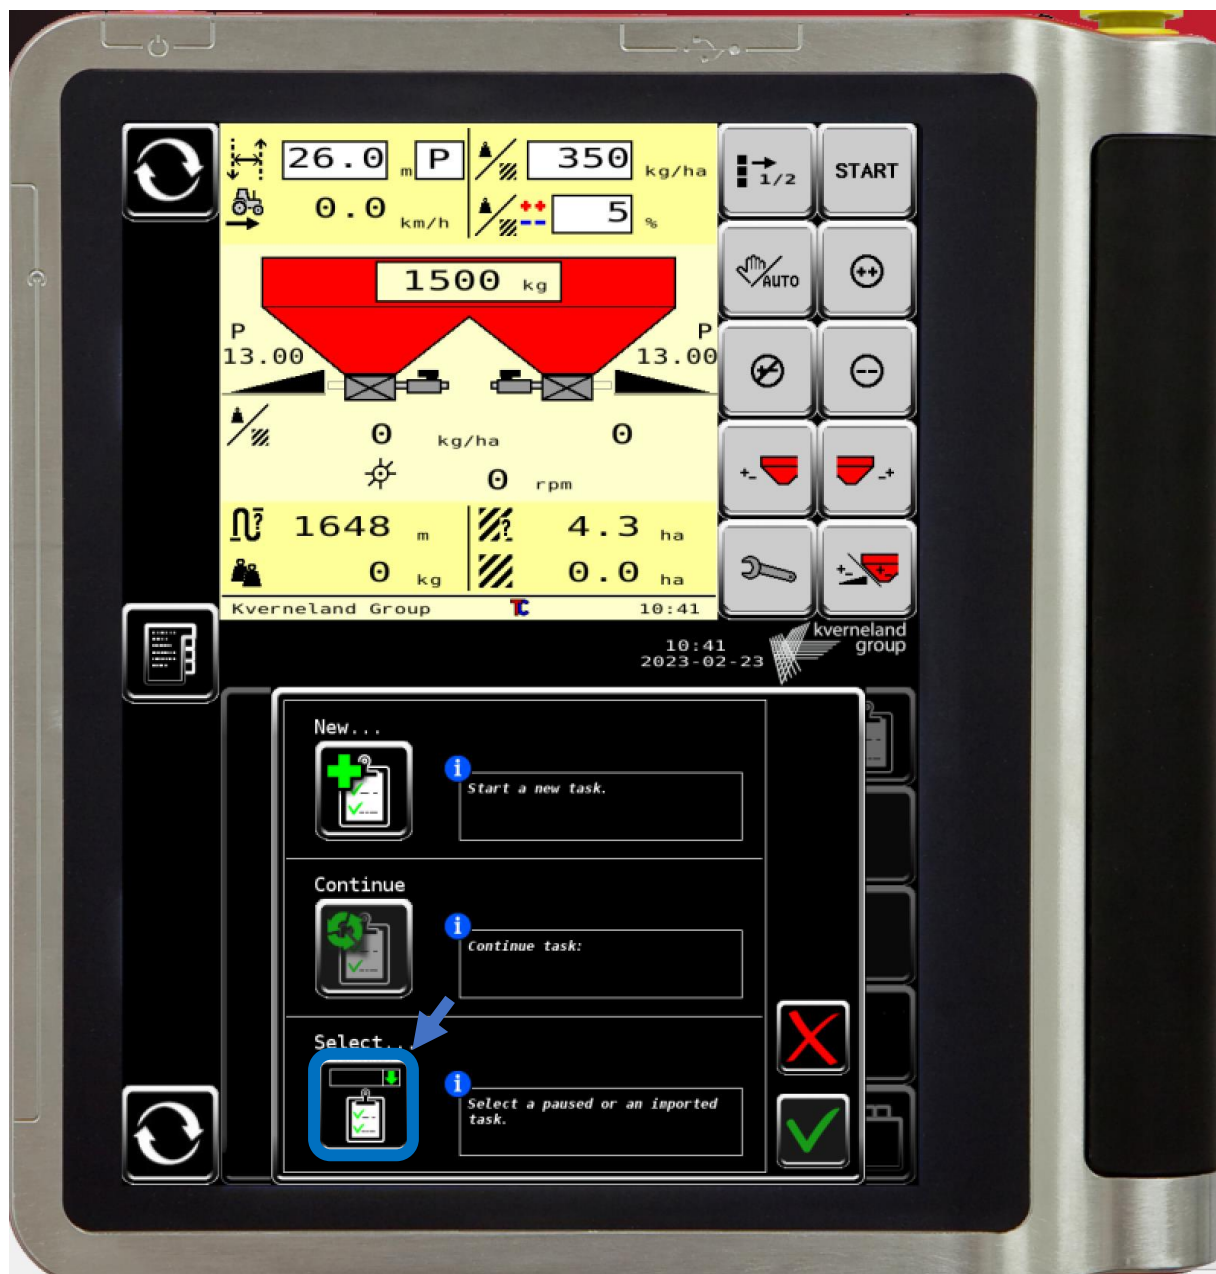 26.0 m P 350 kg/ha
0.0 km/h 5 %
1/2 START
1500 kg
AUTO
P P
13.00 13.00
0 kg/ha 0
0 rpm
1648 m ? 4.3 ha
0 kg 0.0 ha
Kverneland Group TC 10:41
10:41
2023-02-23
kverneland
group
New...
Start a new task.
Continue
Continue task:
Select...
Select a paused or an imported
task.